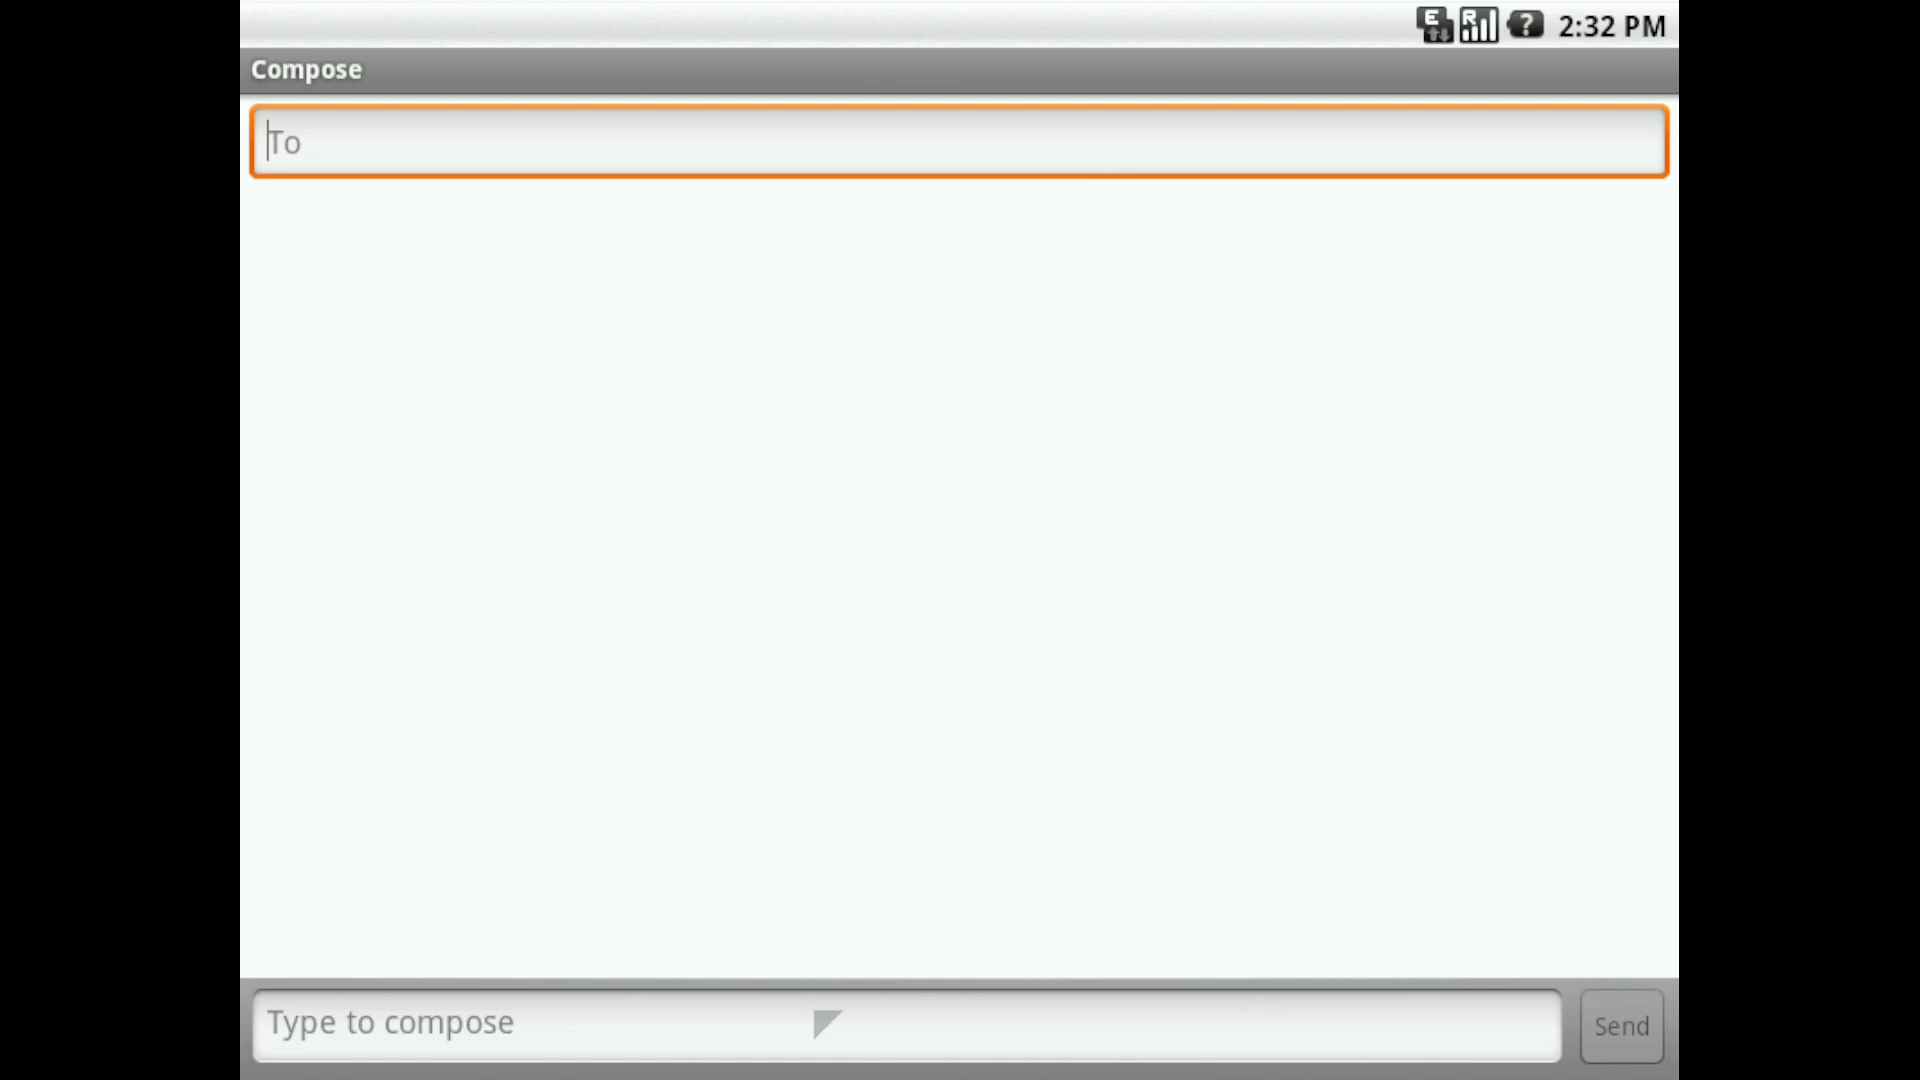 E R ? 2:32 PM
Compose
To
Type to compose
Send